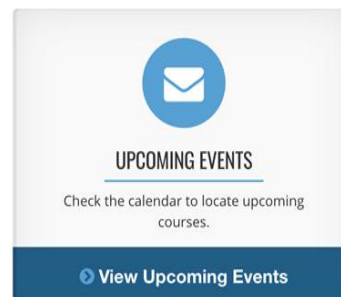 UPCOMING EVENTS
Check the calendar to locate upcoming
courses.
View Upcoming Events